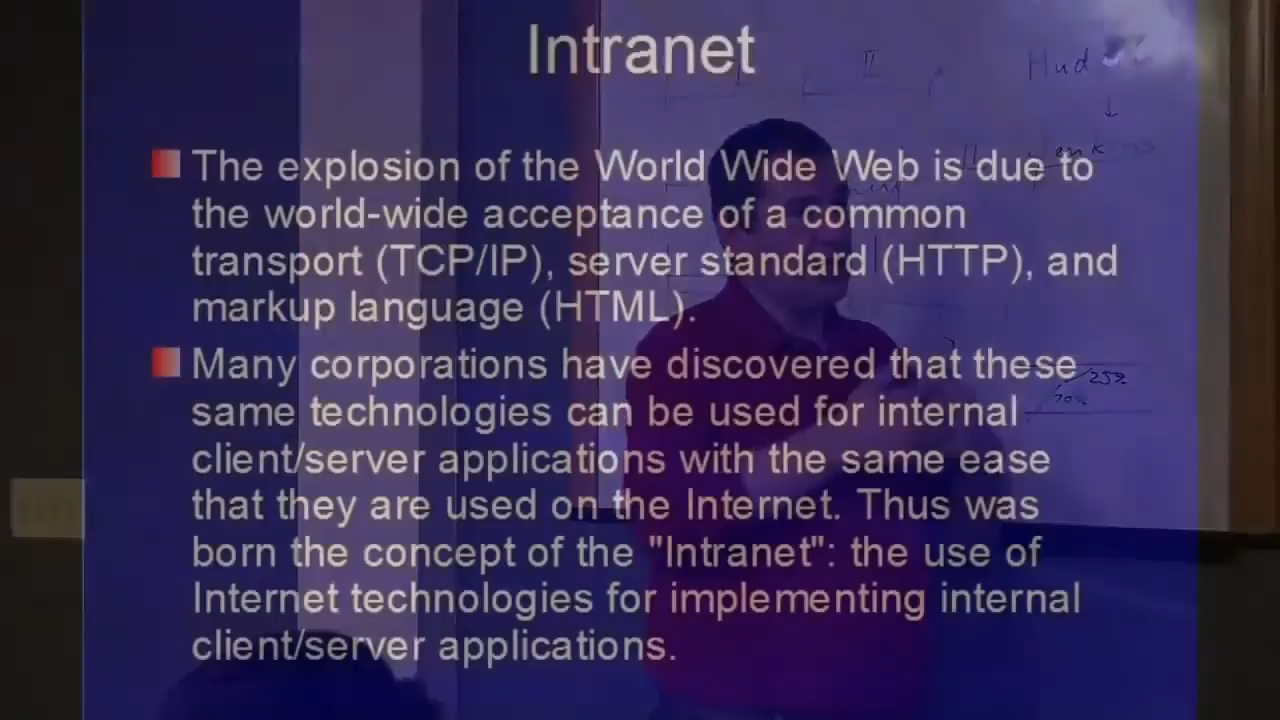 Intranet
The explosion of the World Wide Web is due to
the world-wide acceptance of a common
transport (TCP/IP), server standard (HTTP), and
markup language (HTML).
Many corporations have discovered that these
same technologies can be used for internal
client/server applications with the same ease
that they are used on the Internet. Thus was
born the concept of the "Intranet": the use of
Internet technologies for implementing internal
client/server applications.
II
Hud
25%